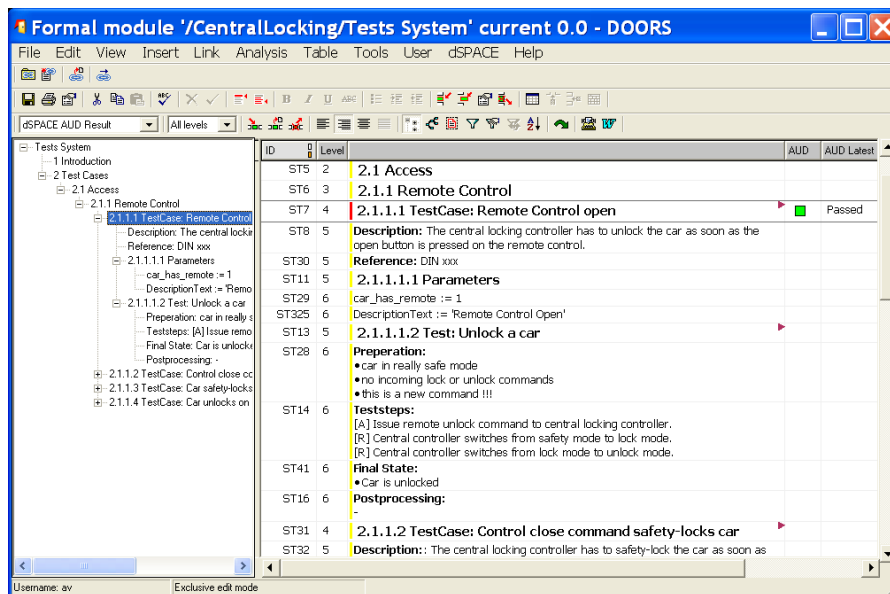 Formal module '/CentralLocking/Tests System' current 0.0 - DOORS
File Edit View Insert Link Analysis Table Tools User dSPACE Help
dSPACE AUD Result All levels
Tests System
1 Introduction
2 Test Cases
2.1 Access
2.1.1 Remote Control
2.1.1.1 TestCase: Remote Control
Description: The central lockin
Reference: DIN xxx
2.1.1.1.1 Parameters
car_has_remote := 1
DescriptionText := 'Remo
2.1.1.1.2 Test: Unlock a car
Preperation: car in really s
Teststeps: [A] Issue remo
Final State: Car is unlocke
Postprocessing: -
2.1.1.2 TestCase: Control close cc
2.1.1.3 TestCase: Car safety-locks
2.1.1.4 TestCase: Car unlocks on
ID Level AUD AUD Latest
ST5 2 2.1 Access
ST6 3 2.1.1 Remote Control
ST7 4 2.1.1.1 TestCase: Remote Control open Passed
ST8 5 Description: The central locking controller has to unlock the car as soon as the
open button is pressed on the remote control.
ST30 5 Reference: DIN xxx
ST11 5 2.1.1.1.1 Parameters
ST29 6 car_has_remote := 1
ST325 6 DescriptionText := 'Remote Control Open'
ST13 5 2.1.1.1.2 Test: Unlock a car
ST28 6 Preperation:
•car in really safe mode
•no incoming lock or unlock commands
•this is a new command !!!
ST14 6 Teststeps:
[A] Issue remote unlock command to central locking controller.
[R] Central controller switches from safety mode to lock mode.
[R] Central controller switches from lock mode to unlock mode.
ST41 6 Final State:
•Car is unlocked
ST16 6 Postprocessing:
-
ST31 4 2.1.1.2 TestCase: Control close command safety-locks car
ST32 5 Description:: The central locking controller has to safety-lock the car as soon as
Username: av Exclusive edit mode